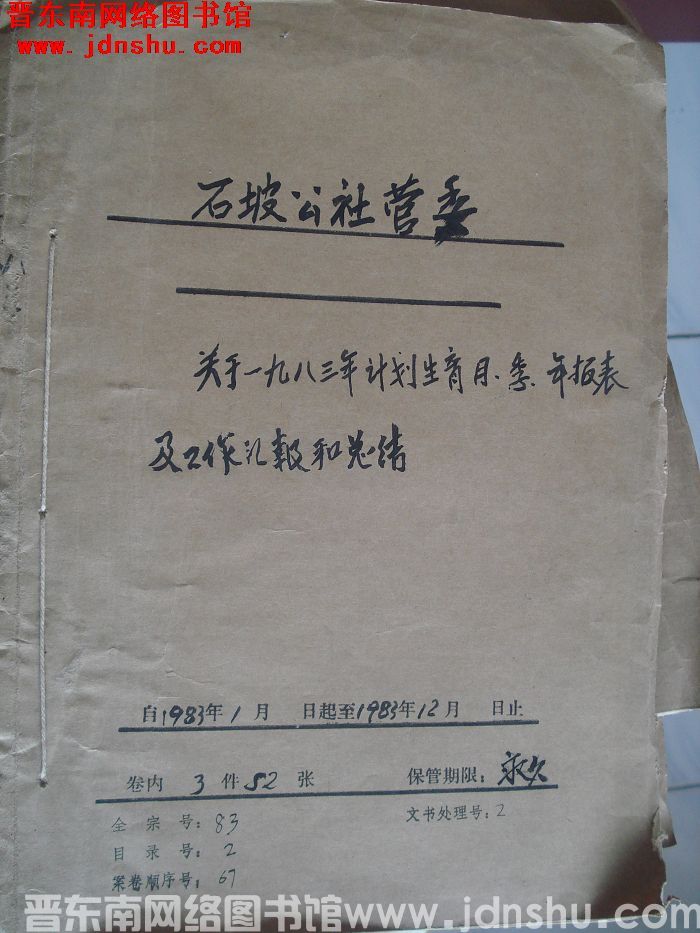 晋东南网络图书馆
www.jdnshu.com
石坡公社管委
关于一九八三年计划生育月、季、年报表
及工作汇报和总结
自1983年1月 日起至1983年12月 日止
卷内 3 件 52 张 保管期限：永久
全宗号：83 文书处理号：2
目录号：2
案卷顺序号：67
晋东南网络图书馆www.jdnshu.com